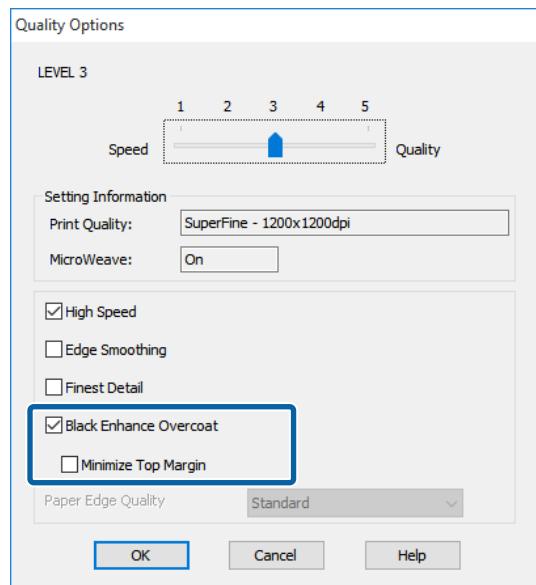 Quality Options
LEVEL 3
1 2 3 4 5
Speed Quality
Setting Information
Print Quality: SuperFine - 1200x1200dpi
MicroWeave: On
High Speed
Edge Smoothing
Finest Detail
Black Enhance Overcoat
Minimize Top Margin
Paper Edge Quality Standard
OK Cancel Help